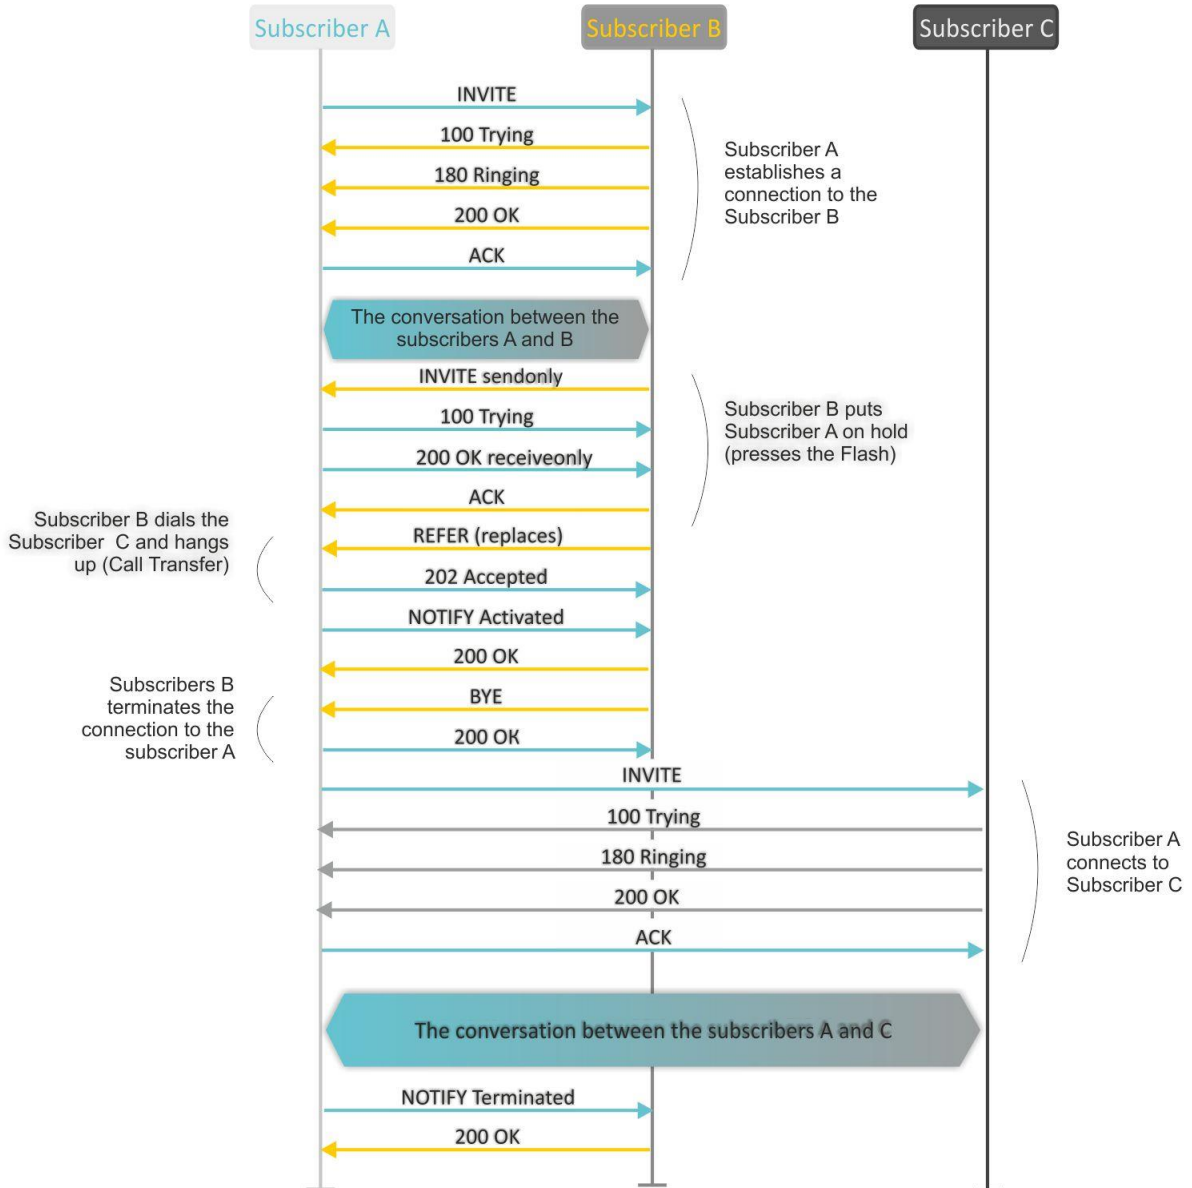 Subscriber A
Subscriber B
Subscriber C
INVITE
100 Trying
180 Ringing
200 OK
ACK
Subscriber A
establishes a
connection to the
Subscriber B
The conversation between the
subscribers A and B
INVITE sendonly
100 Trying
200 OK receiveonly
ACK
Subscriber B puts
Subscriber A on hold
(presses the Flash)
REFER (replaces)
202 Accepted
Subscriber B dials the
Subscriber C and hangs
up (Call Transfer)
NOTIFY Activated
200 OK
BYE
200 OK
Subscribers B
terminates the
connection to the
subscriber A
INVITE
100 Trying
180 Ringing
200 OK
ACK
Subscriber A
connects to
Subscriber C
The conversation between the subscribers A and C
NOTIFY Terminated
200 OK